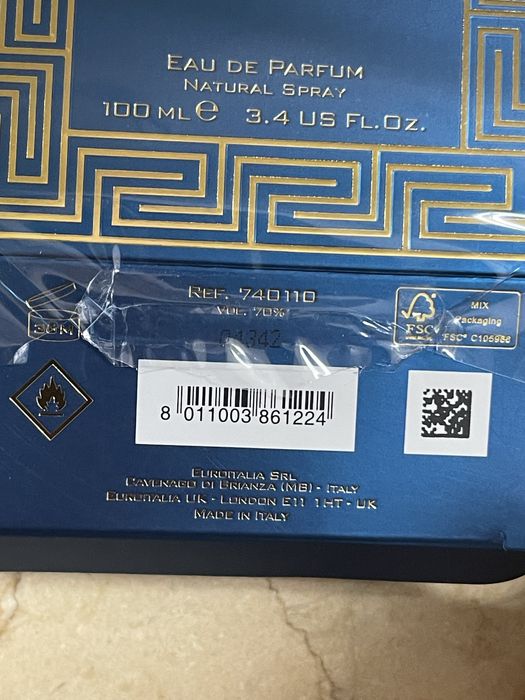 EAU DE PARFUM
NATURAL SPRAY
100 ML e 3.4 US FL.OZ.
REF. 740110
VOL. 70%
04342
36M
FSC
MIX
Packaging
FSC® C105988
8 011003 861224
EUROITALIA SRL
CAVENAGO DI BRIANZA (MB) - ITALY
EUROITALIA UK - LONDON E11 1HT - UK
MADE IN ITALY